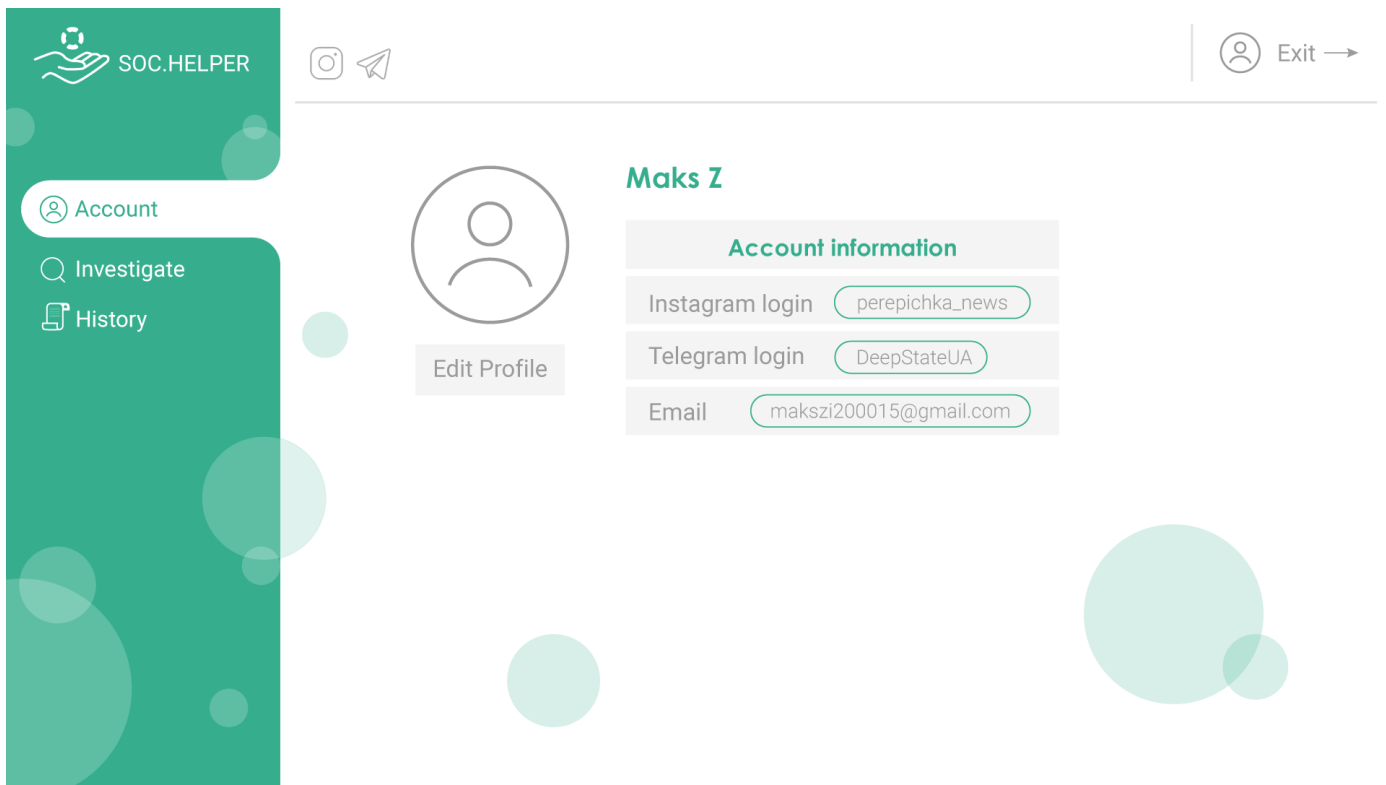 SOC.HELPER
Exit
Account
Investigate
History
Maks Z
Account information
Instagram login perepichka_news
Telegram login DeepStateUA
Email makszi200015@gmail.com
Edit Profile